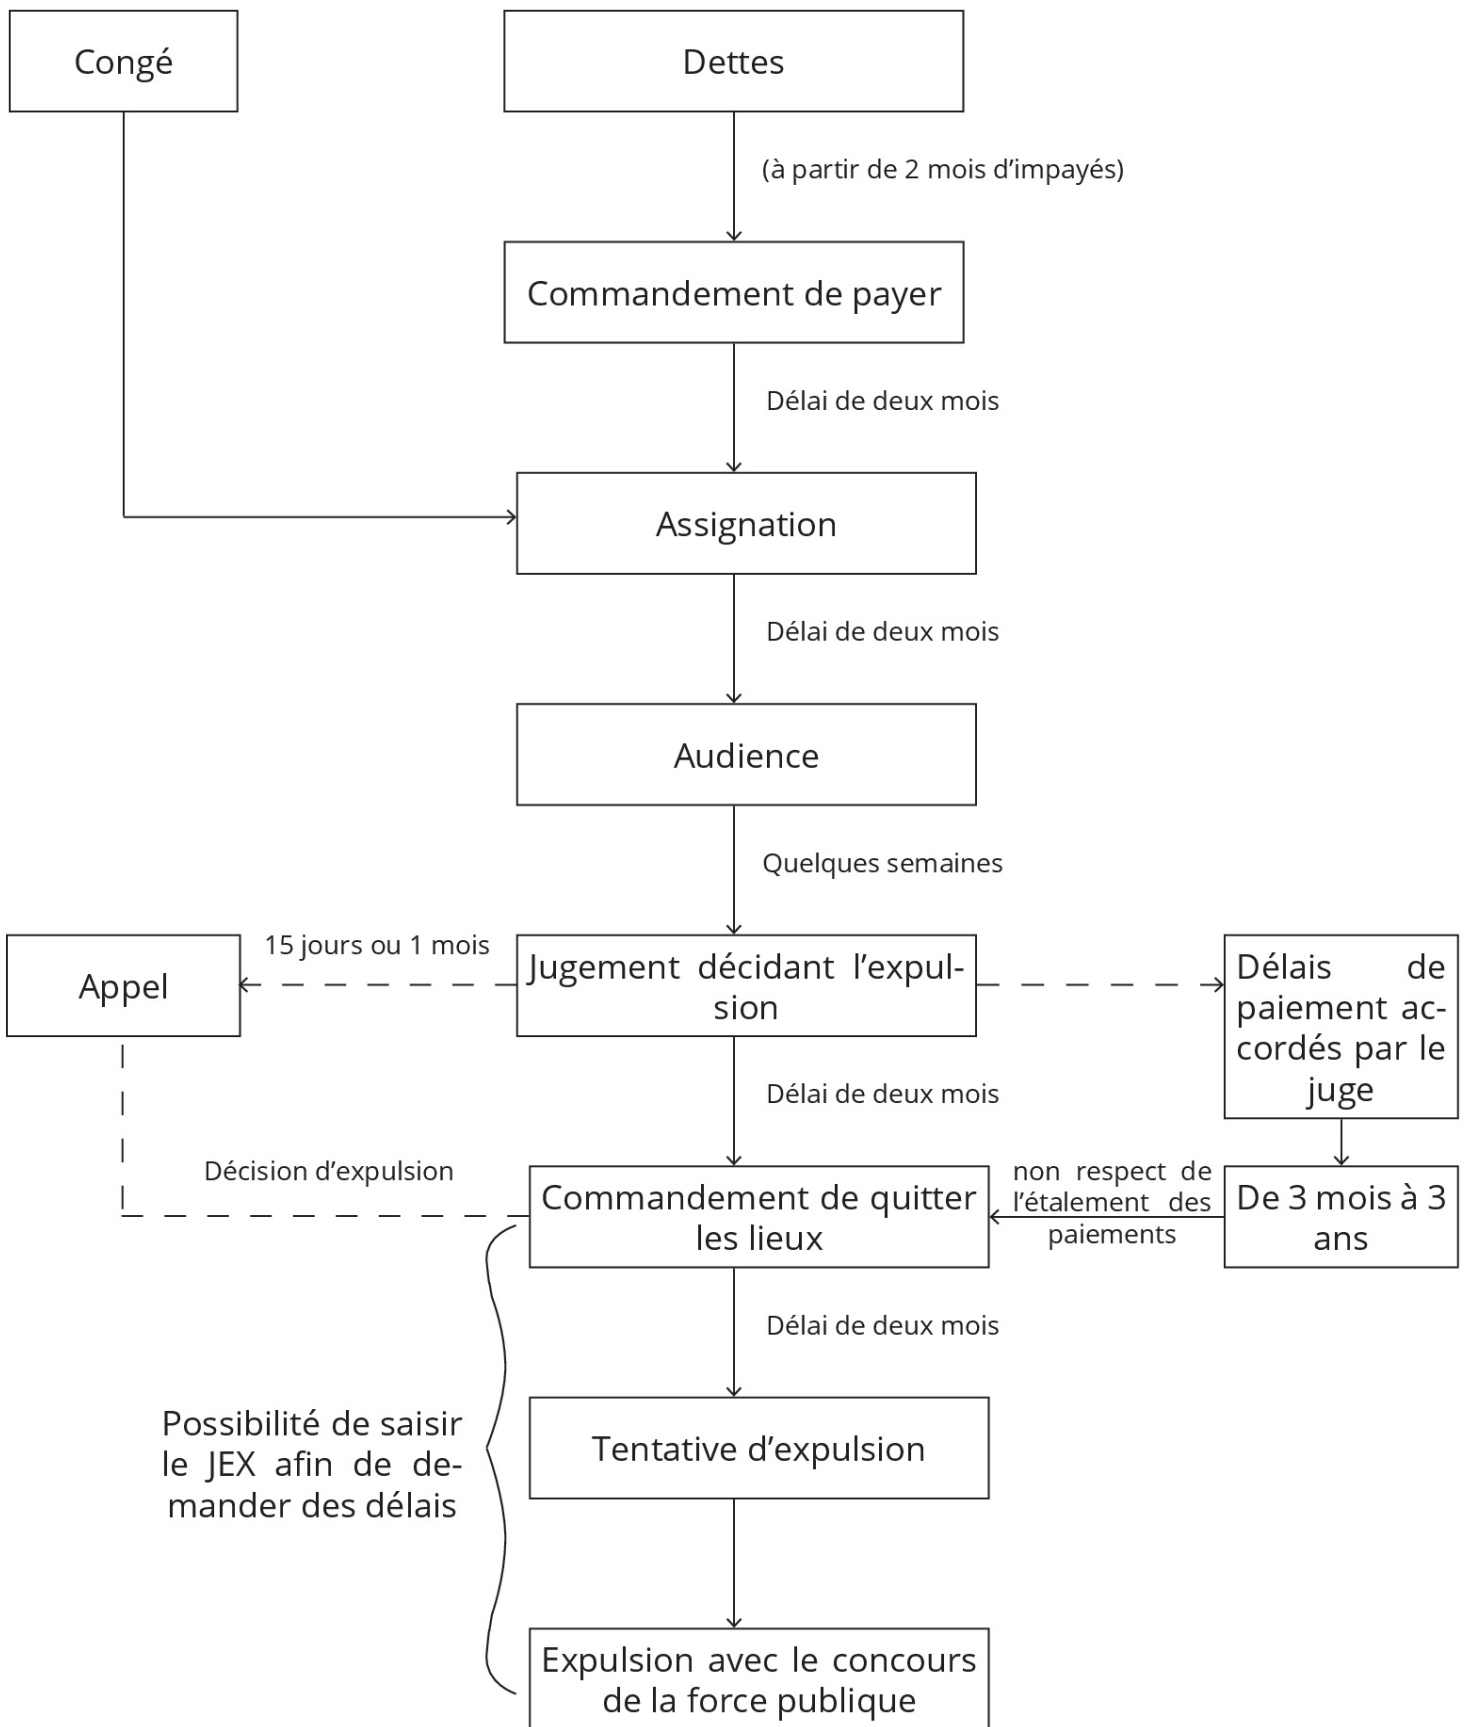 Congé
Dettes
(à partir de 2 mois d’impayés)
Commandement de payer
Délai de deux mois
Assignation
Délai de deux mois
Audience
Quelques semaines
Appel
15 jours ou 1 mois
Jugement décidant l’expul-
sion
Délais de
paiement ac-
cordés par le
juge
Délai de deux mois
Décision d’expulsion
Commandement de quitter
les lieux
non respect de
l’étalement des
paiements
De 3 mois à 3
ans
Délai de deux mois
Possibilité de saisir
le JEX afin de de-
mander des délais
Tentative d’expulsion
Expulsion avec le concours
de la force publique